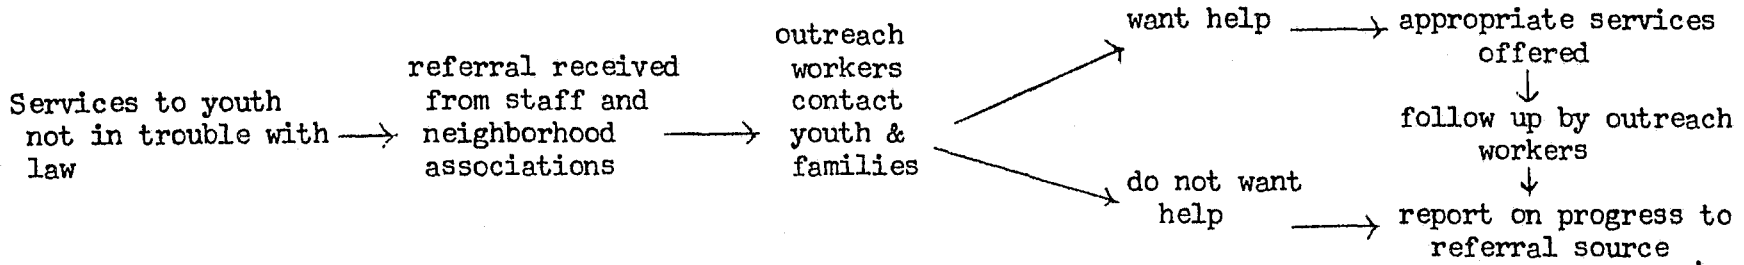 Services to youth
not in trouble with
law
referral received
from staff and
neighborhood
associations
outreach
workers
contact
youth &
families
want help
appropriate services
offered
follow up by outreach
workers
do not want
help
report on progress to
referral source